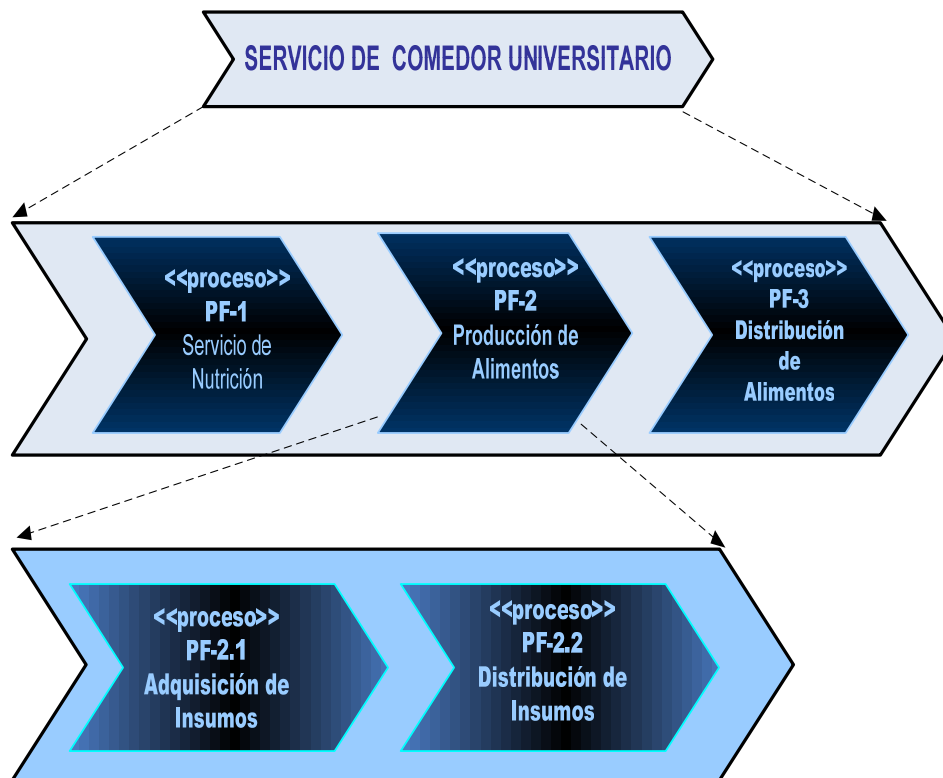 SERVICIO DE COMEDOR UNIVERSITARIO
<<proceso>>
PF-1
Servicio de
Nutrición
<<proceso>>
PF-2
Producción de
Alimentos
<<proceso>>
PF-3
Distribución
de
Alimentos
<<proceso>>
PF-2.1
Adquisición de
Insumos
<<proceso>>
PF-2.2
Distribución de
Insumos